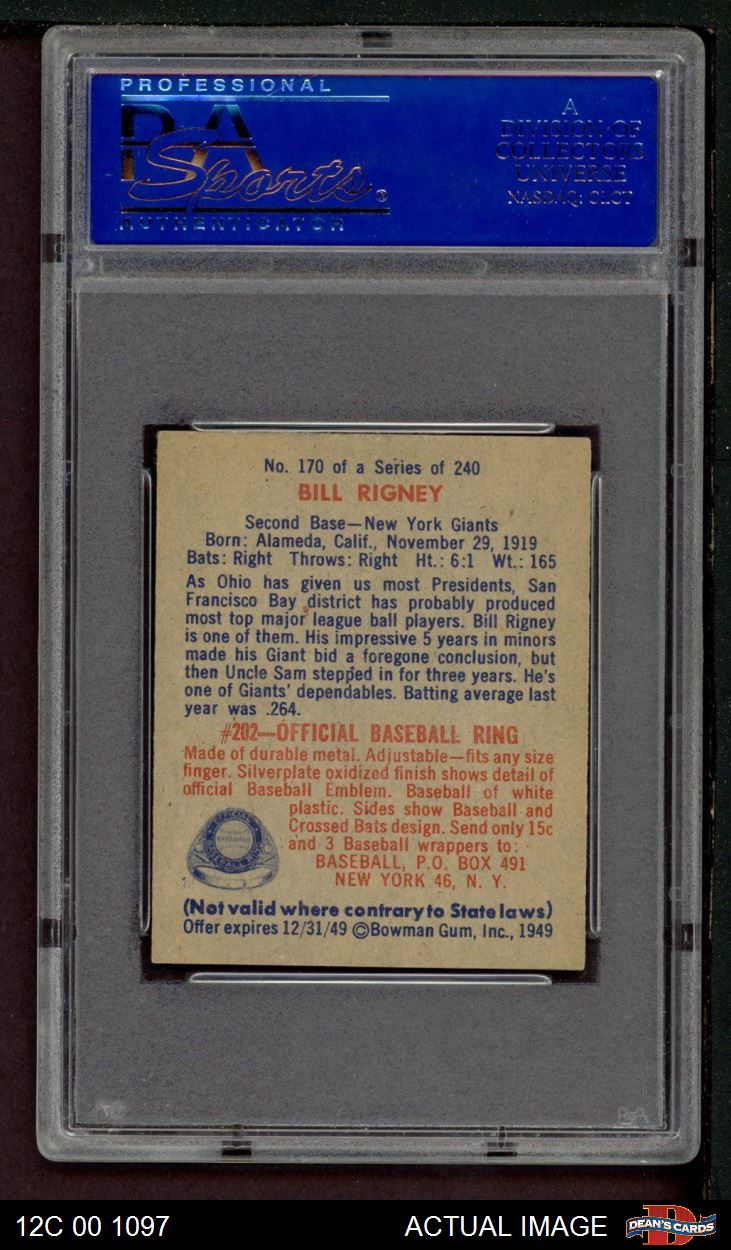 PROFESSIONAL
PSA
Sports®
AUTHENTICATOR
A
DIVISION OF
COLLECTORS
UNIVERSE
NASDAQ: CLCT
No. 170 of a Series of 240
BILL RIGNEY
Second Base—New York Giants
Born: Alameda, Calif., November 29, 1919
Bats: Right Throws: Right Ht.: 6:1 Wt.: 165
As Ohio has given us most Presidents, San
Francisco Bay district has probably produced
most top major league ball players. Bill Rigney
is one of them. His impressive 5 years in minors
made his Giant bid a foregone conclusion, but
then Uncle Sam stepped in for three years. He's
one of Giants' dependables. Batting average last
year was .264.
#202—OFFICIAL BASEBALL RING
Made of durable metal. Adjustable—fits any size
finger. Silverplate oxidized finish shows detail of
official Baseball Emblem. Baseball of white
plastic. Sides show Baseball and
Crossed Bats design. Send only 15c
and 3 Baseball wrappers to:
BASEBALL, P.O. BOX 491
NEW YORK 46, N. Y.
OFFICIAL
BASEBALL RING
(Not valid where contrary to State laws)
Offer expires 12/31/49 ©Bowman Gum, Inc., 1949
PSA
12C 00 1097
ACTUAL IMAGE
DEAN'S CARDS